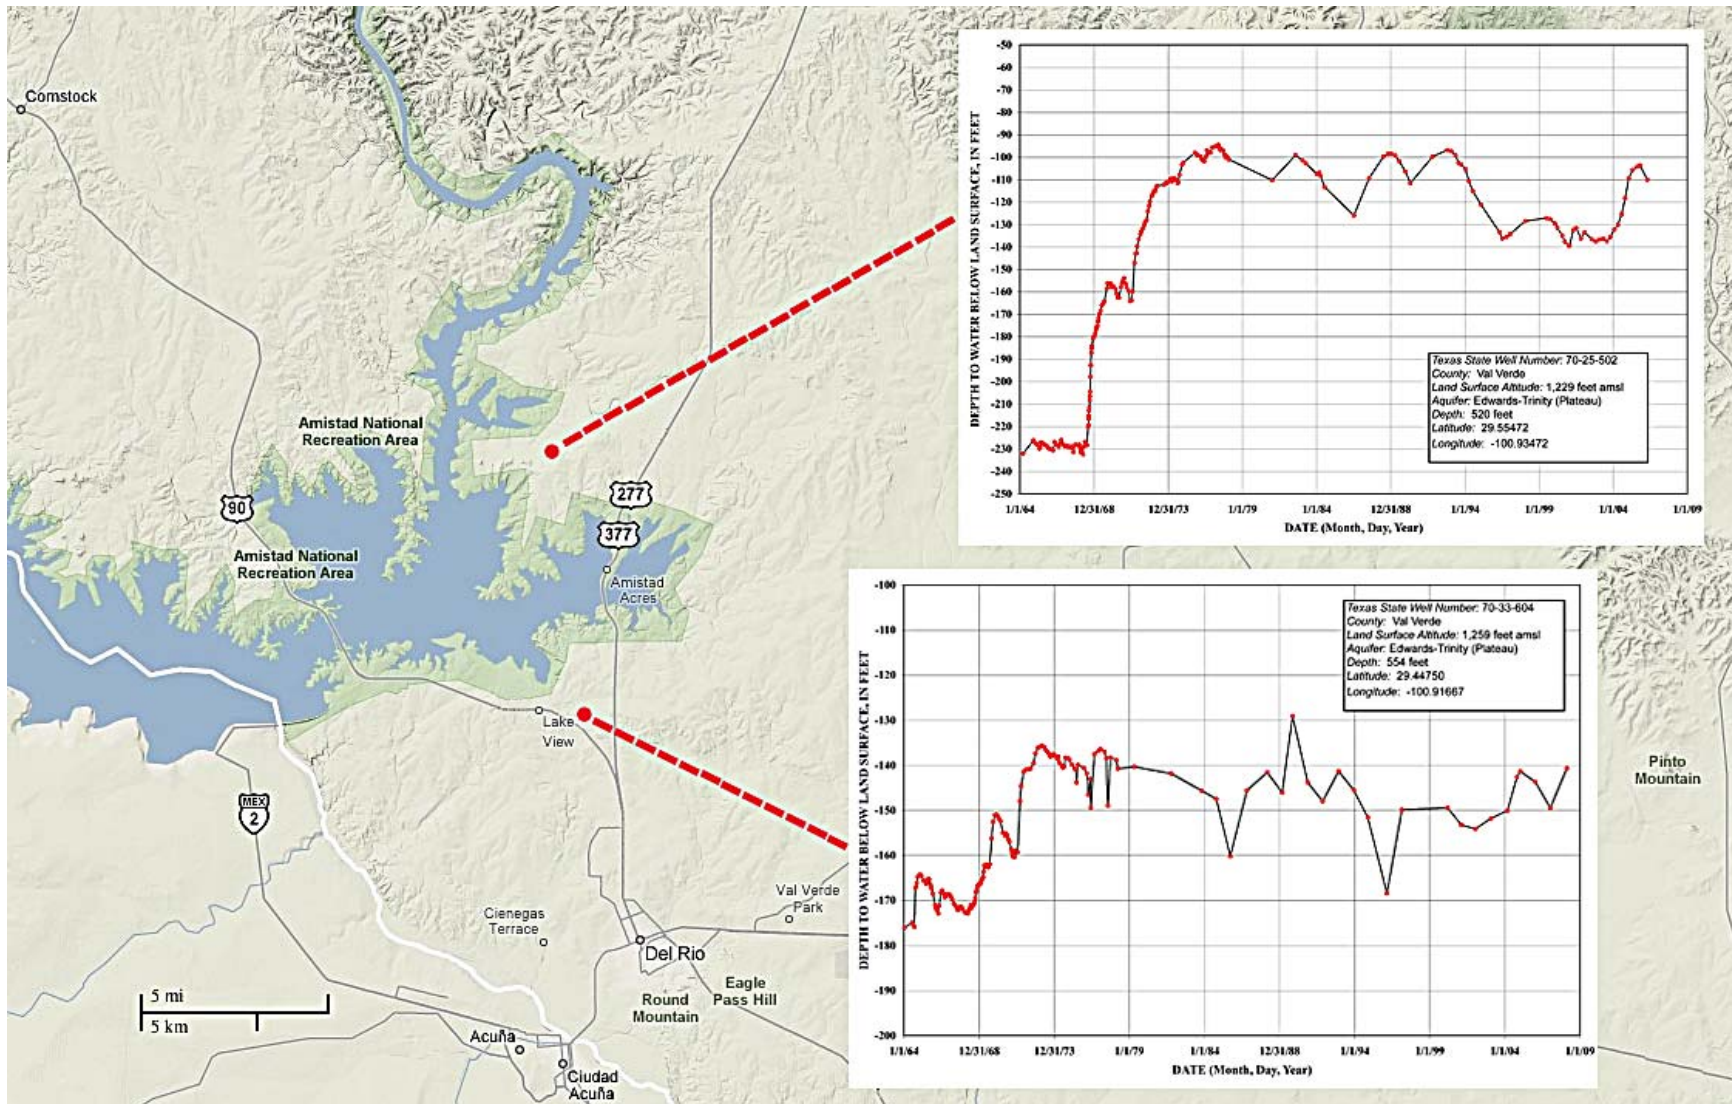 Comstock
Amistad National
Recreation Area
90
277
377
Amistad National
Recreation Area
Amistad
Acres
Lake
View
MEX
2
Val Verde
Park
Cienegas
Terrace
Del Rio
Eagle
Pass Hill
Round
Mountain
Acuña
Ciudad
Acuña
Pinto
Mountain
5 mi
5 km
DEPTH TO WATER BELOW LAND SURFACE, IN FEET
-50
-60
-70
-80
-90
-100
-110
-120
-130
-140
-150
-160
-170
-180
-190
-200
-210
-220
-230
-240
-250
1/1/64 12/31/68 12/31/73 1/1/79 1/1/84 12/31/88 1/1/94 1/1/99 1/1/04 1/1/09
DATE (Month, Day, Year)
Texas State Well Number: 70-25-502
County: Val Verde
Land Surface Altitude: 1,229 feet amsl
Aquifer: Edwards-Trinity (Plateau)
Depth: 520 feet
Latitude: 29.55472
Longitude: -100.93472
DEPTH TO WATER BELOW LAND SURFACE, IN FEET
-100
-110
-120
-130
-140
-150
-160
-170
-180
-190
-200
1/1/64 12/31/68 12/31/73 1/1/79 1/1/84 12/31/88 1/1/94 1/1/99 1/1/04 1/1/09
DATE (Month, Day, Year)
Texas State Well Number: 70-33-604
County: Val Verde
Land Surface Altitude: 1,259 feet amsl
Aquifer: Edwards-Trinity (Plateau)
Depth: 554 feet
Latitude: 29.44750
Longitude: -100.91667